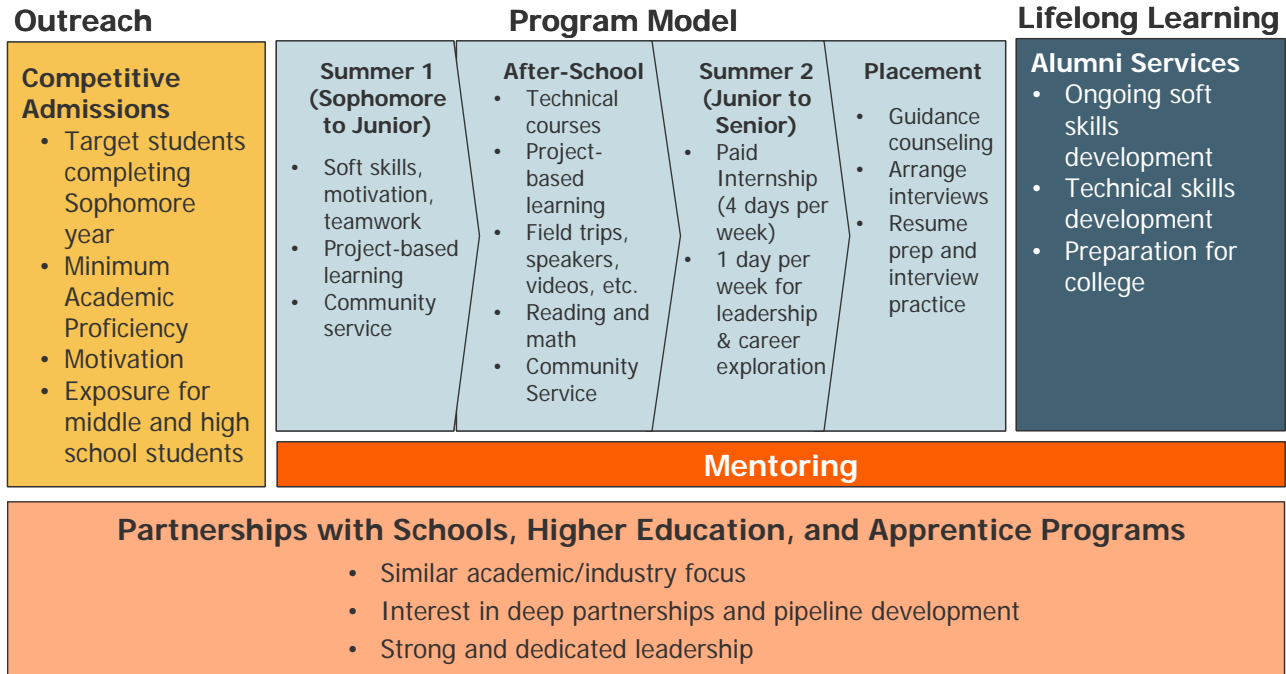 Outreach
Program Model
Lifelong Learning
Competitive
Admissions
• Target students
completing
Sophomore
year
• Minimum
Academic
Proficiency
• Motivation
• Exposure for
middle and high
school students
Summer 1
(Sophomore
to Junior)
• Soft skills,
motivation,
teamwork
• Project-based
learning
• Community
service
After-School
• Technical
courses
• Project-
based
learning
• Field trips,
speakers,
videos, etc.
• Reading and
math
• Community
Service
Summer 2
(Junior to
Senior)
• Paid
Internship
(4 days per
week)
• 1 day per
week for
leadership
& career
exploration
Placement
• Guidance
counseling
• Arrange
interviews
• Resume
prep and
interview
practice
Alumni Services
• Ongoing soft
skills
development
• Technical skills
development
• Preparation for
college
Mentoring
Partnerships with Schools, Higher Education, and Apprentice Programs
• Similar academic/industry focus
• Interest in deep partnerships and pipeline development
• Strong and dedicated leadership